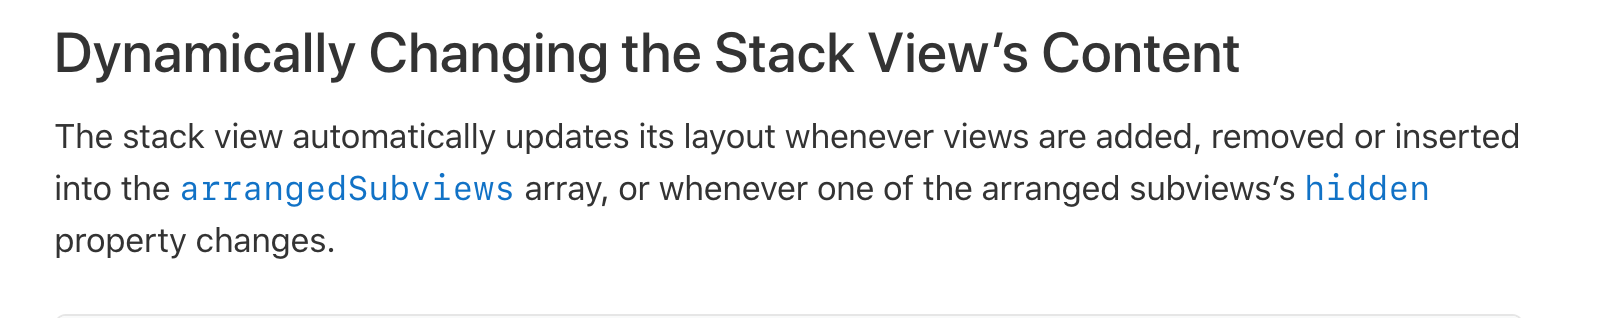 Dynamically Changing the Stack View’s Content
The stack view automatically updates its layout whenever views are added, removed or inserted
into the arrangedSubviews array, or whenever one of the arranged subviews’s hidden
property changes.